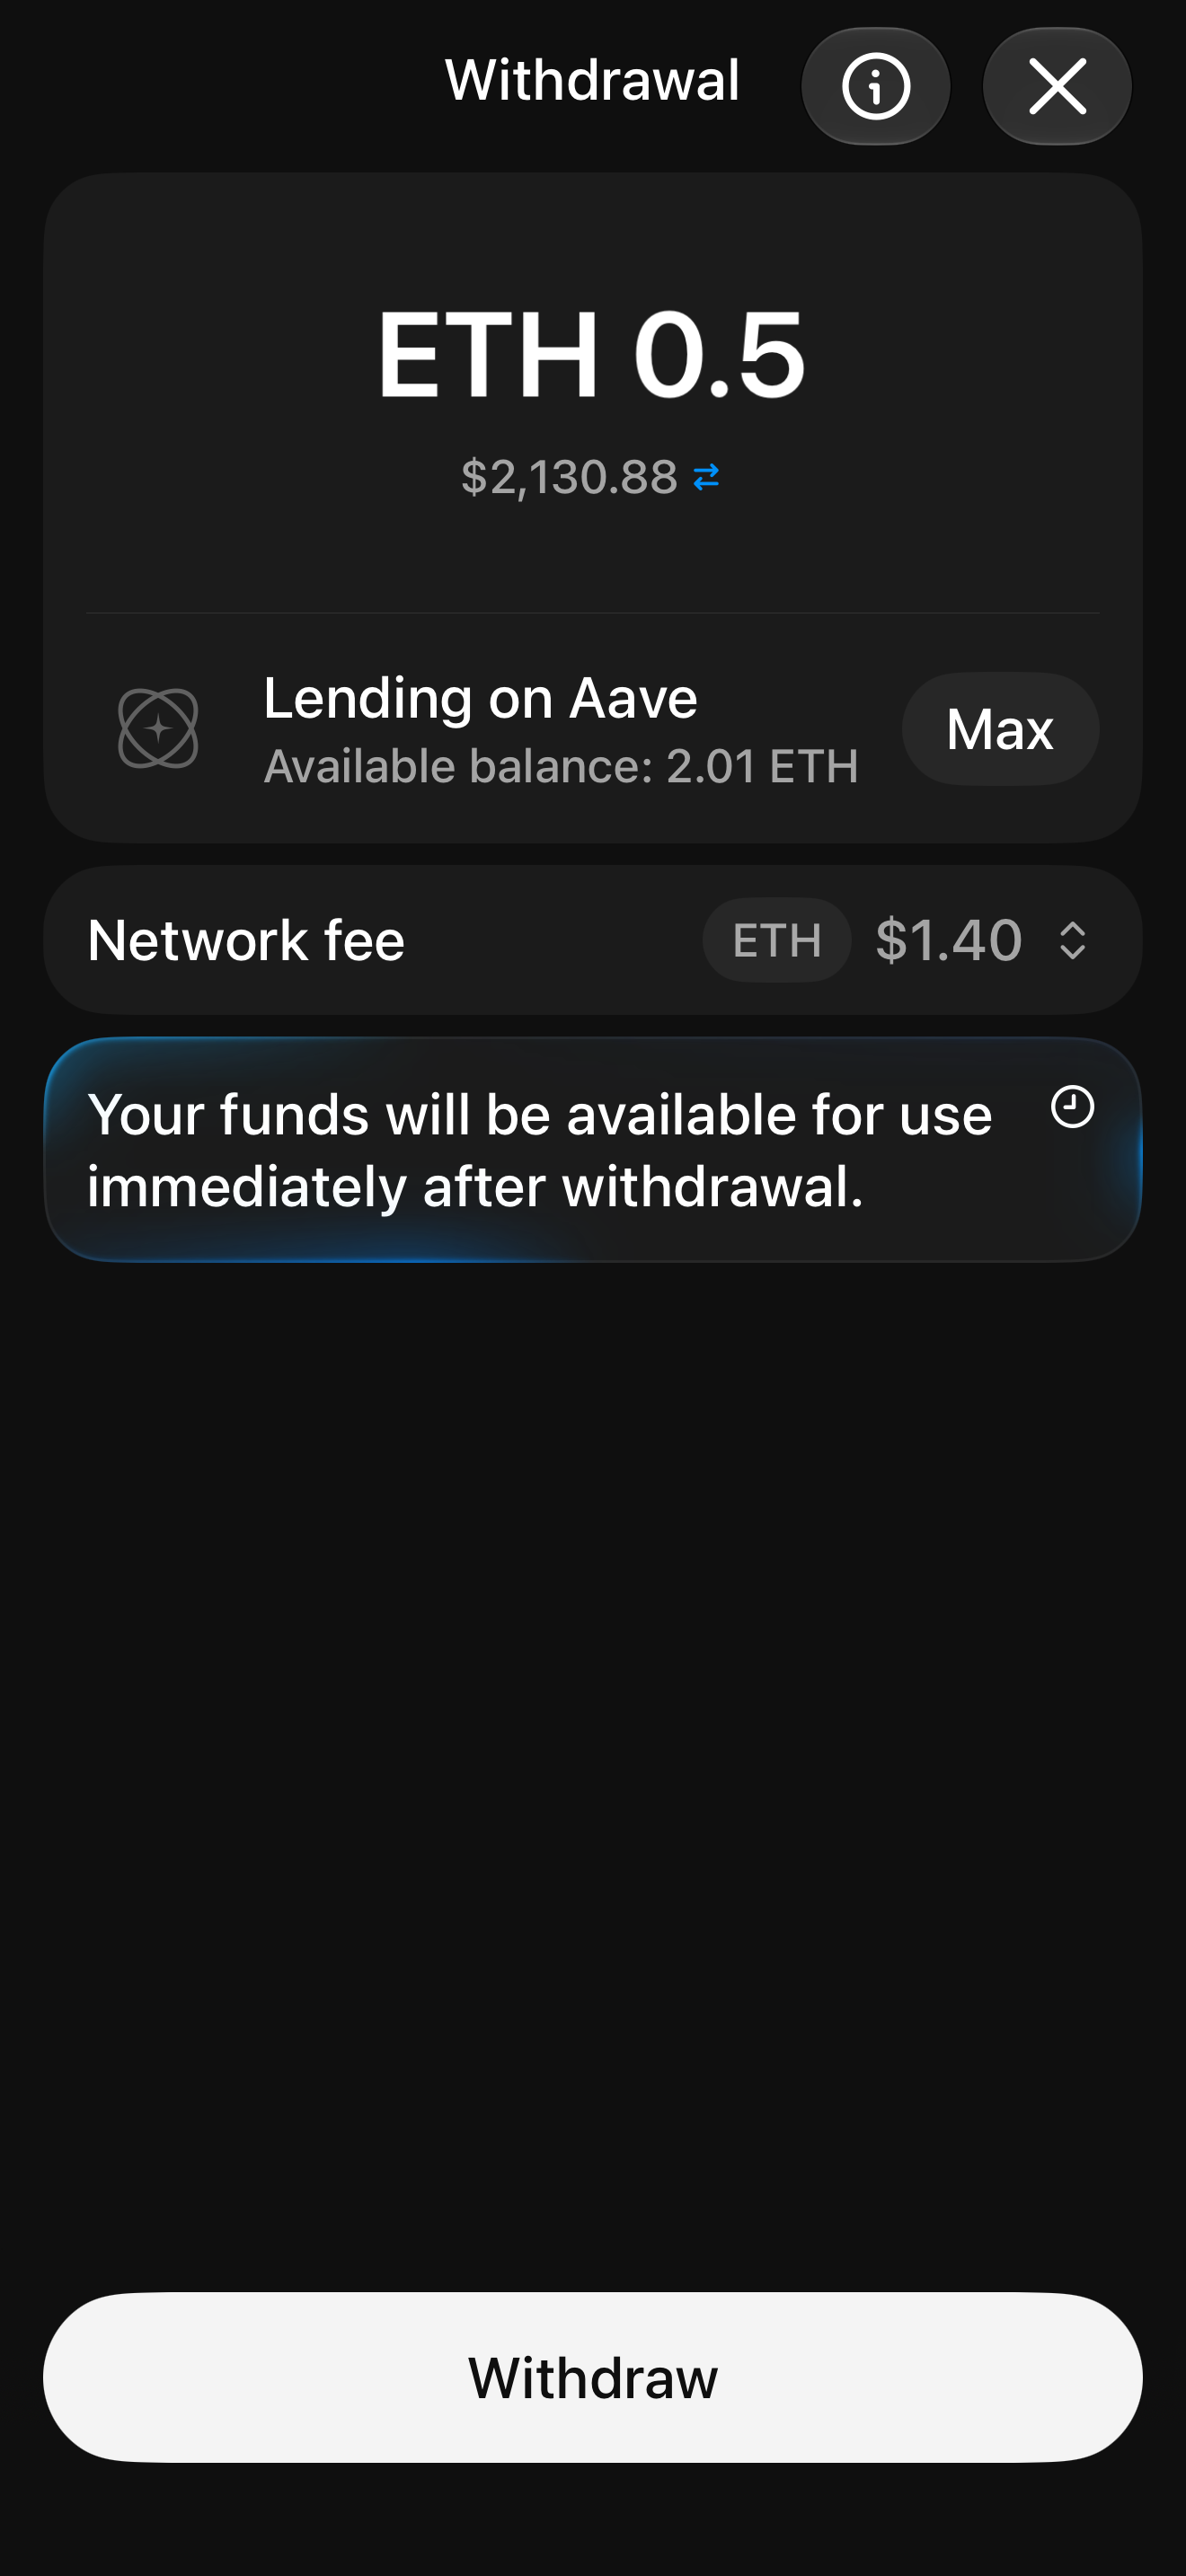 Withdrawal
ETH 0.5
$2,130.88
Lending on Aave
Available balance: 2.01 ETH
Max
Network fee
ETH
$1.40
Your funds will be available for use
immediately after withdrawal.
Withdraw